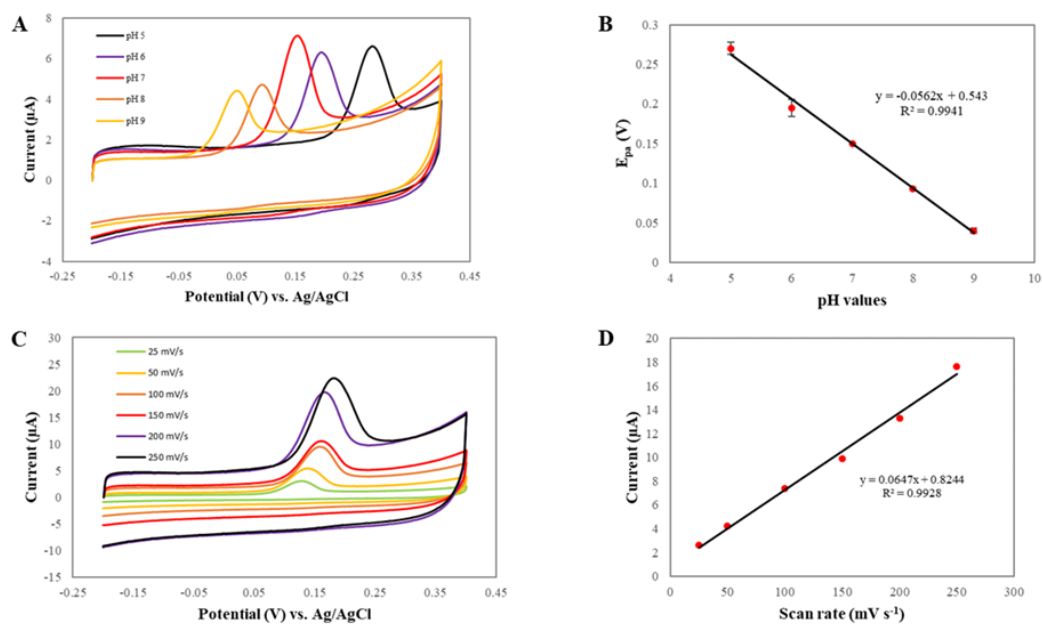 A
pH 5
pH 6
pH 7
pH 8
pH 9
Current (µA)
8
6
4
2
0
-2
-4
-0.25
-0.15
-0.05
0.05
0.15
0.25
0.35
0.45
Potential (V) vs. Ag/AgCl
B
Epa (V)
0.3
0.25
0.2
0.15
0.1
0.05
0
y = -0.0562x + 0.543
R² = 0.9941
4
5
6
7
8
9
10
pH values
C
25 mV/s
50 mV/s
100 mV/s
150 mV/s
200 mV/s
250 mV/s
Current (µA)
30
25
20
15
10
5
0
-5
-10
-15
-0.25
-0.15
-0.05
0.05
0.15
0.25
0.35
0.45
Potential (V) vs. Ag/AgCl
D
Current (µA)
20
18
16
14
12
10
8
6
4
2
0
y = 0.0647x + 0.8244
R² = 0.9928
0
50
100
150
200
250
300
Scan rate (mV s⁻¹)